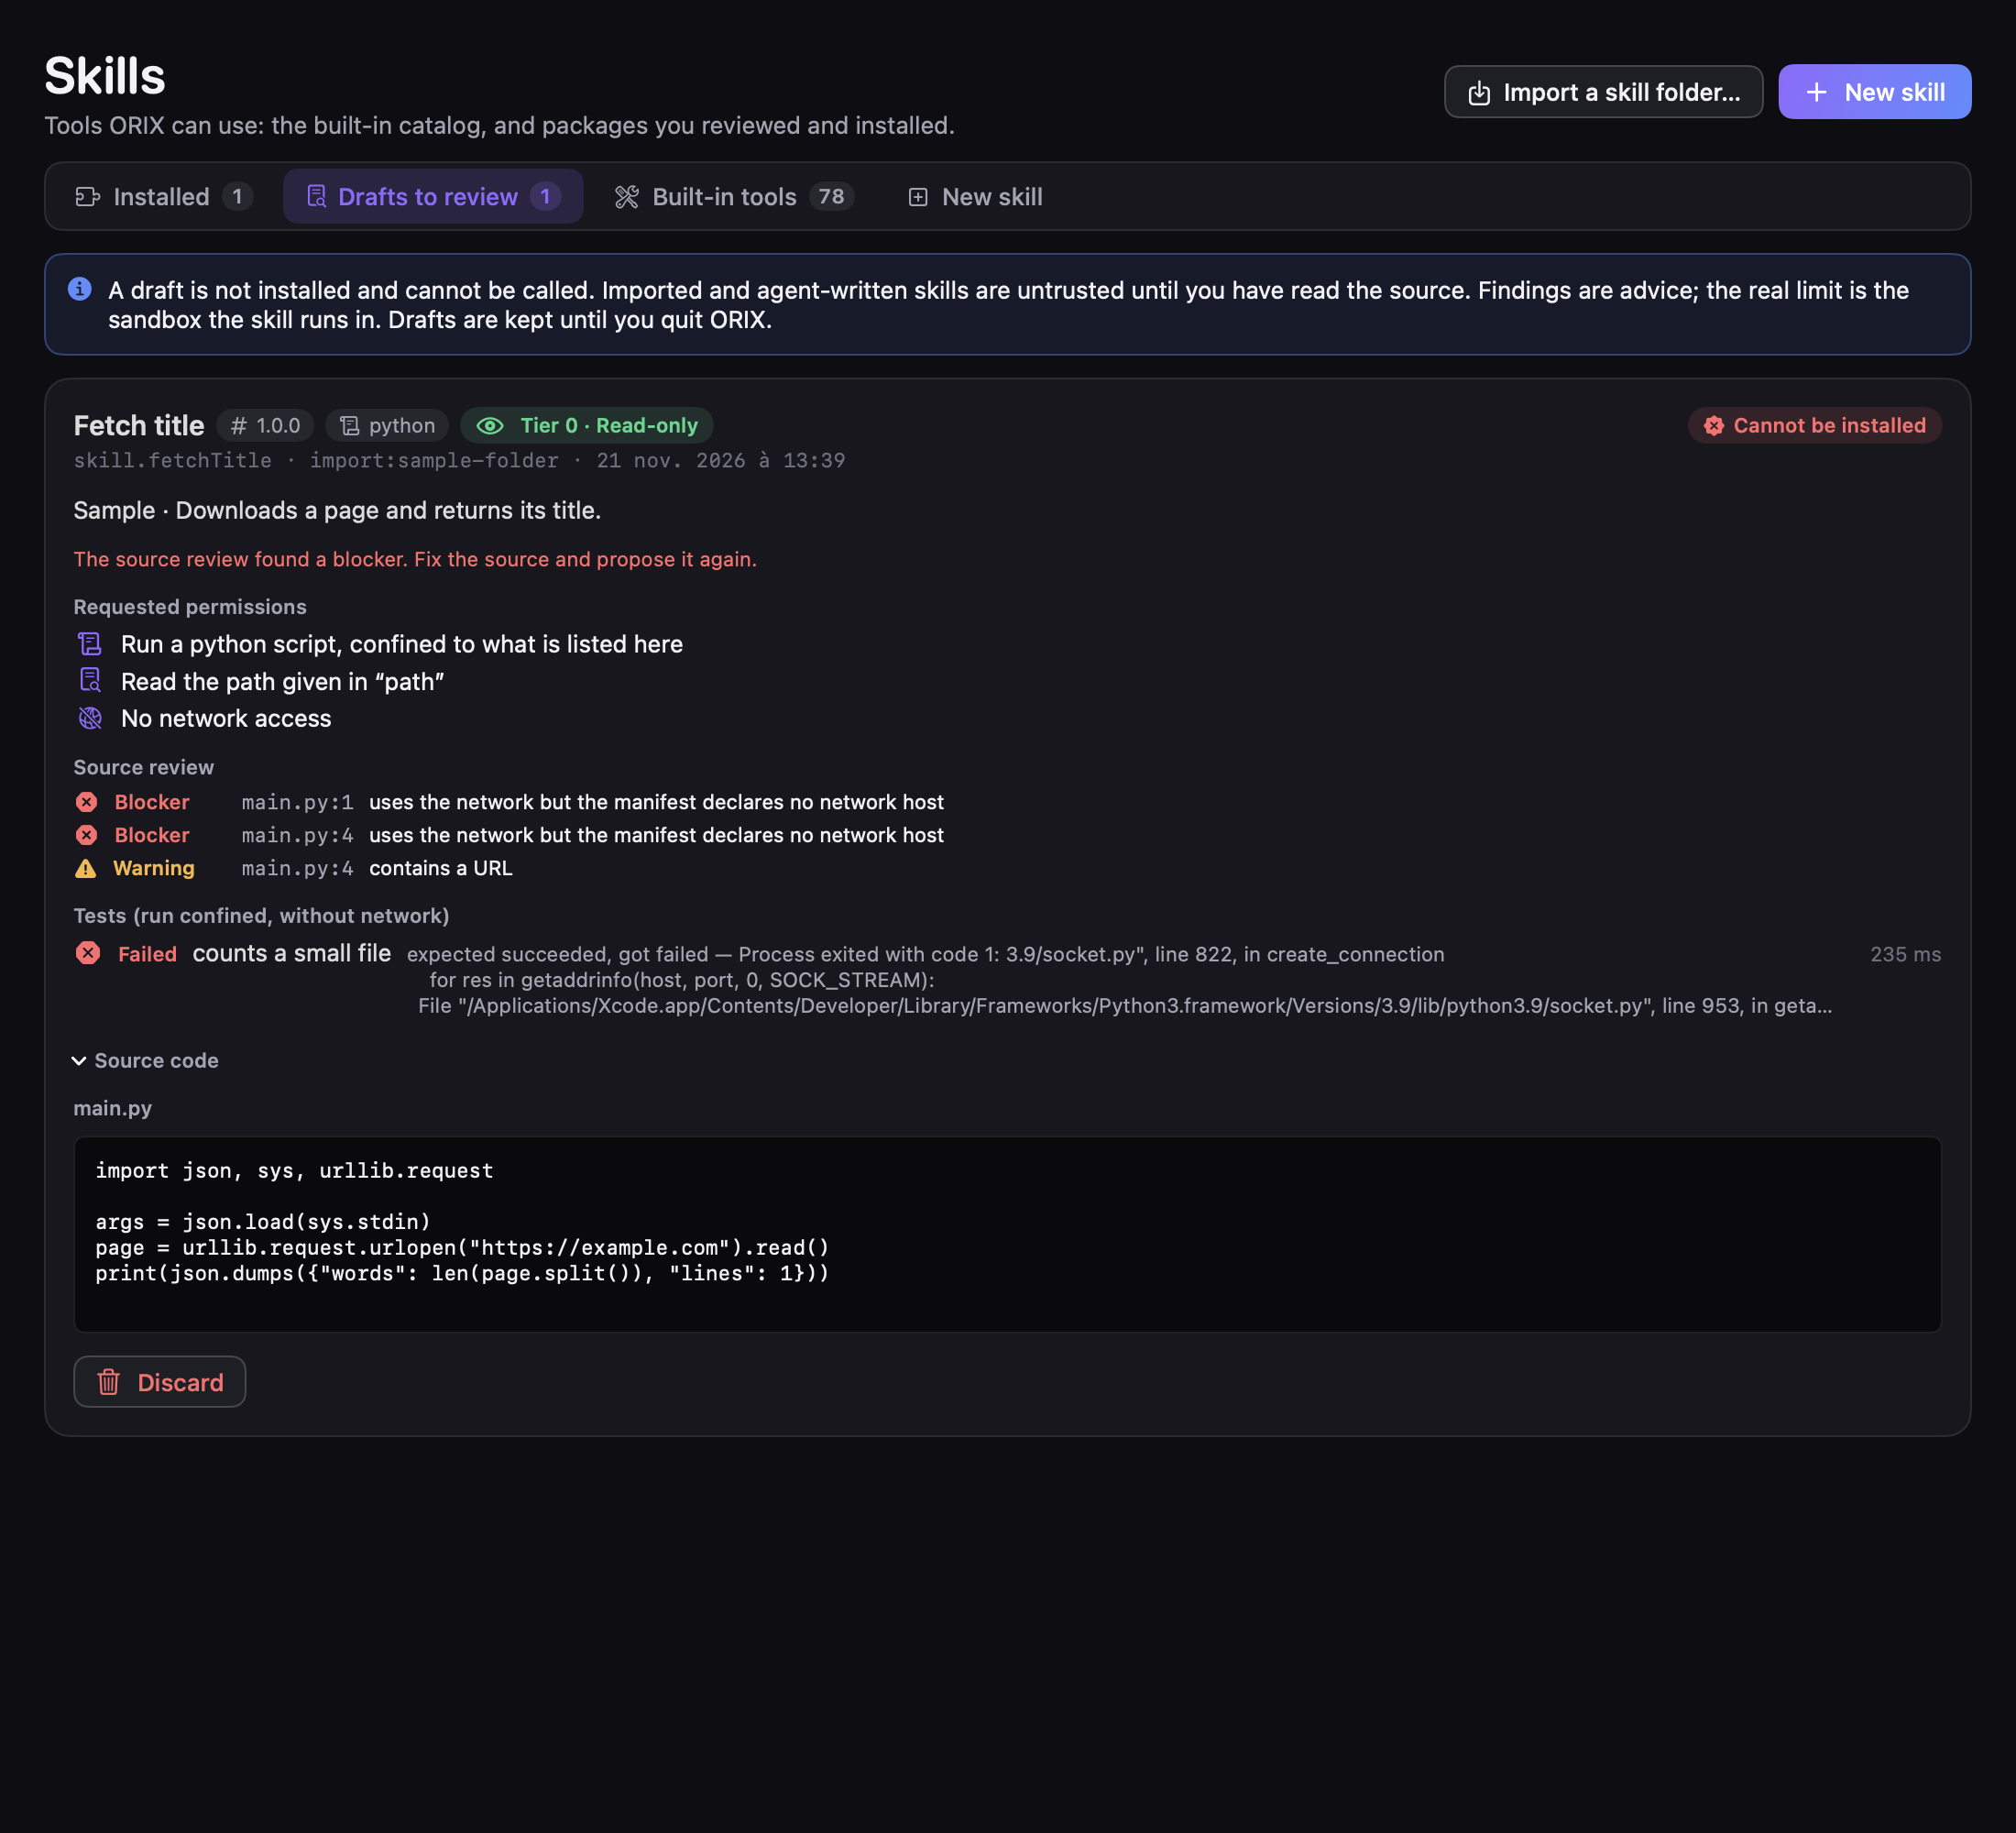 Skills
Tools ORIX can use: the built-in catalog, and packages you reviewed and installed.
Import a skill folder...
New skill
Installed 1
Drafts to review 1
Built-in tools 78
New skill
A draft is not installed and cannot be called. Imported and agent-written skills are untrusted until you have read the source. Findings are advice; the real limit is the
sandbox the skill runs in. Drafts are kept until you quit ORIX.
Fetch title # 1.0.0 python Tier 0 · Read-only Cannot be installed
skill.fetchTitle · import:sample-folder · 21 nov. 2026 à 13:39
Sample · Downloads a page and returns its title.
The source review found a blocker. Fix the source and propose it again.
Requested permissions
Run a python script, confined to what is listed here
Read the path given in “path”
No network access
Source review
Blocker main.py:1 uses the network but the manifest declares no network host
Blocker main.py:4 uses the network but the manifest declares no network host
Warning main.py:4 contains a URL
Tests (run confined, without network)
Failed counts a small file expected succeeded, got failed — Process exited with code 1: 3.9/socket.py", line 822, in create_connection 235 ms
for res in getaddrinfo(host, port, 0, SOCK_STREAM):
File "/Applications/Xcode.app/Contents/Developer/Library/Frameworks/Python3.framework/Versions/3.9/lib/python3.9/socket.py", line 953, in geta...
Source code
main.py
import json, sys, urllib.request
args = json.load(sys.stdin)
page = urllib.request.urlopen("https://example.com").read()
print(json.dumps({"words": len(page.split()), "lines": 1}))
Discard